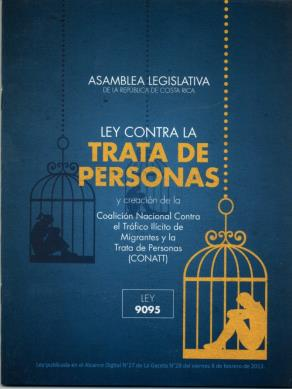 ASAMBLEA LEGISLATIVA
DE LA REPÚBLICA DE COSTA RICA
LEY CONTRA LA
TRATA DE
PERSONAS
y creación de la
Coalición Nacional Contra
el Tráfico Ilícito de
Migrantes y la
Trata de Personas
(CONATT)
LEY
9095
Ley publicada en el Alcance Digital N°27 de La Gaceta N°28 del viernes 8 de febrero de 2013.